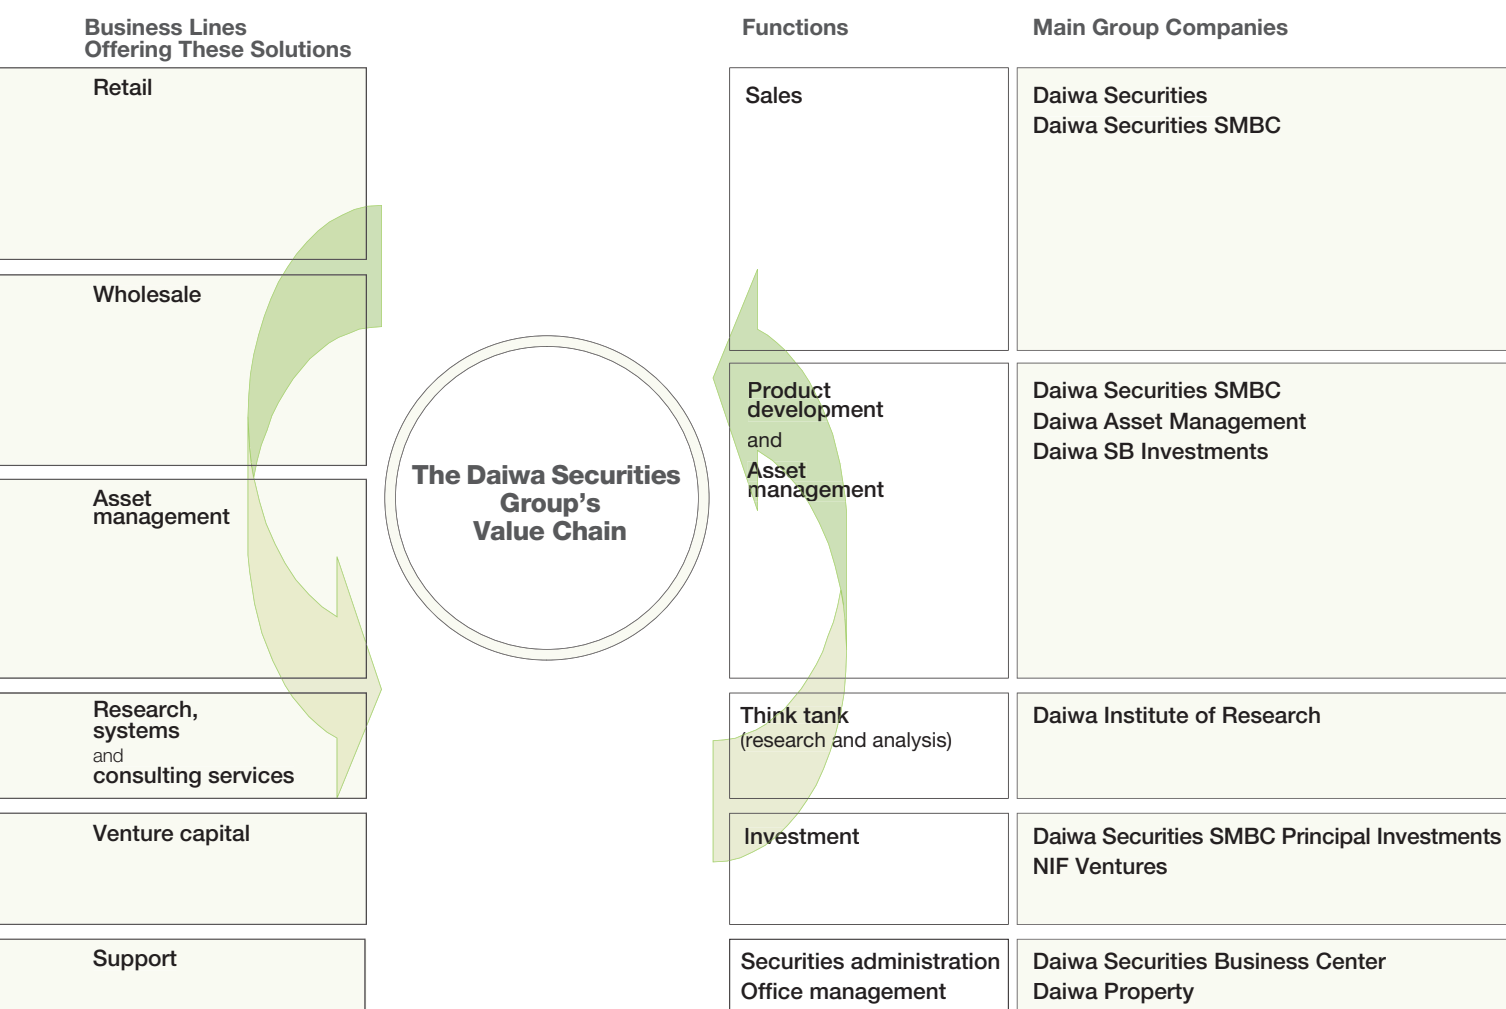 Business Lines
Offering These Solutions
Retail
Wholesale
Asset
management
Research,
systems
and
consulting services
Venture capital
Support
The Daiwa Securities
Group’s
Value Chain
Functions
Sales
Product
development
and
Asset
management
Think tank
(research and analysis)
Investment
Securities administration
Office management
Main Group Companies
Daiwa Securities
Daiwa Securities SMBC
Daiwa Securities SMBC
Daiwa Asset Management
Daiwa SB Investments
Daiwa Institute of Research
Daiwa Securities SMBC Principal Investments
NIF Ventures
Daiwa Securities Business Center
Daiwa Property